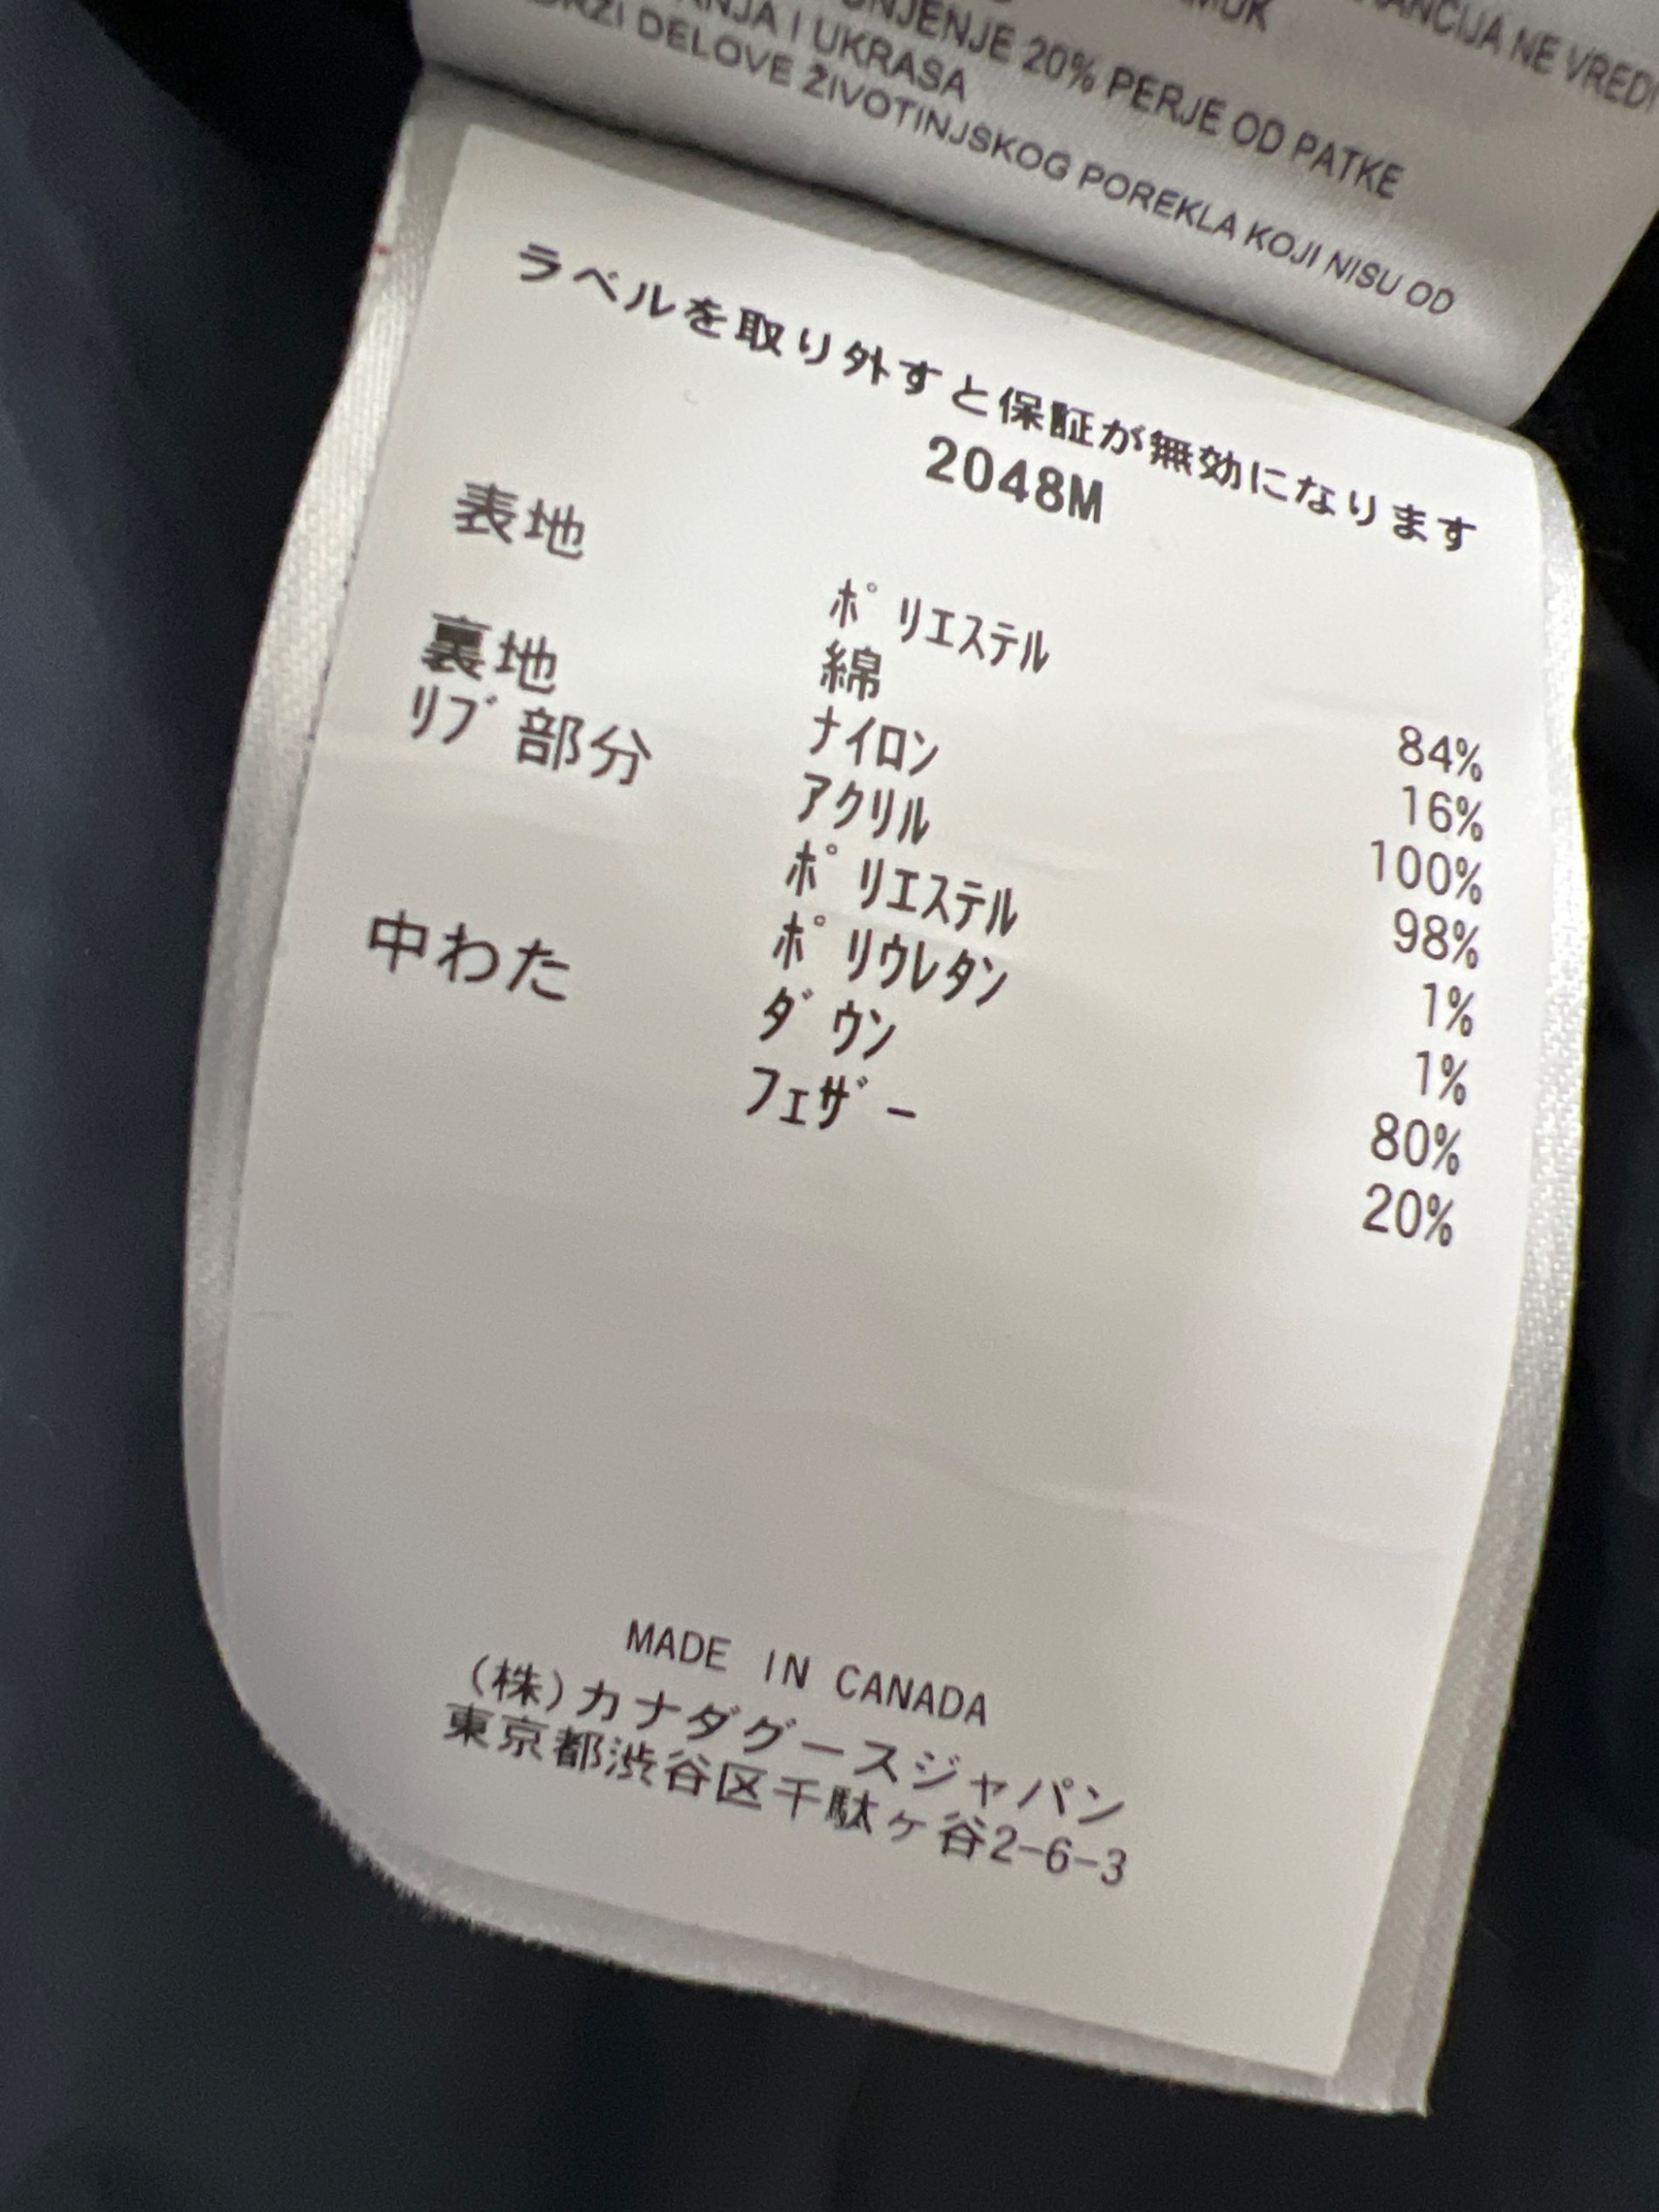 ANCIJA NE VREDI
NJENJE 20% PERJE OD PATKE
ANJA I UKRASA
DELOVE ŽIVOTINJSKOG POREKLA KOJI NISU OD
ラベルを取り外すと保証が無効になります
2048M
表地
ポリエステル 84%
綿 16%
裏地 ナイロン 100%
リブ部分 アクリル 98%
ポリエステル 1%
ポリウレタン 1%
中わた ダウン 80%
フェザー 20%
MADE IN CANADA
(株)カナダグースジャパン
東京都渋谷区千駄ヶ谷2-6-3